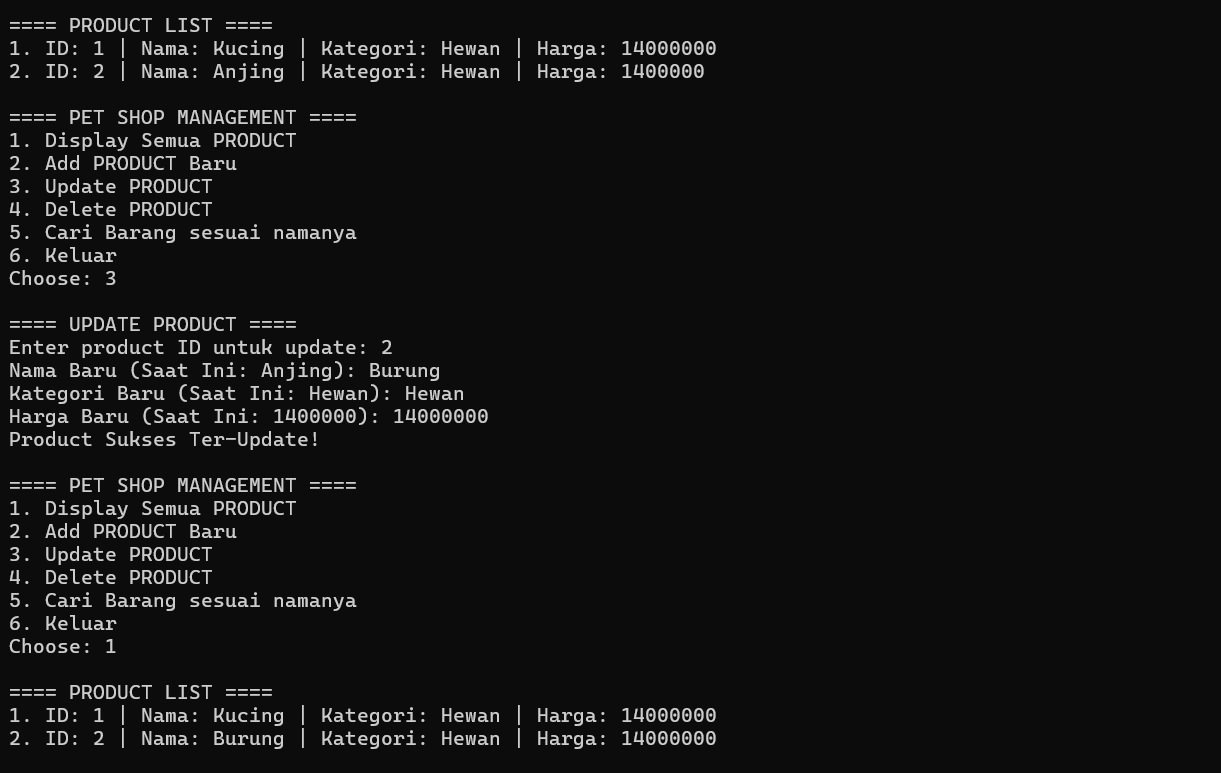 ==== PRODUCT LIST ====
1. ID: 1 | Nama: Kucing | Kategori: Hewan | Harga: 14000000
2. ID: 2 | Nama: Anjing | Kategori: Hewan | Harga: 1400000
==== PET SHOP MANAGEMENT ====
1. Display Semua PRODUCT
2. Add PRODUCT Baru
3. Update PRODUCT
4. Delete PRODUCT
5. Cari Barang sesuai namanya
6. Keluar
Choose: 3
==== UPDATE PRODUCT ====
Enter product ID untuk update: 2
Nama Baru (Saat Ini: Anjing): Burung
Kategori Baru (Saat Ini: Hewan): Hewan
Harga Baru (Saat Ini: 1400000): 14000000
Product Sukses Ter-Update!
==== PET SHOP MANAGEMENT ====
1. Display Semua PRODUCT
2. Add PRODUCT Baru
3. Update PRODUCT
4. Delete PRODUCT
5. Cari Barang sesuai namanya
6. Keluar
Choose: 1
==== PRODUCT LIST ====
1. ID: 1 | Nama: Kucing | Kategori: Hewan | Harga: 14000000
2. ID: 2 | Nama: Burung | Kategori: Hewan | Harga: 14000000